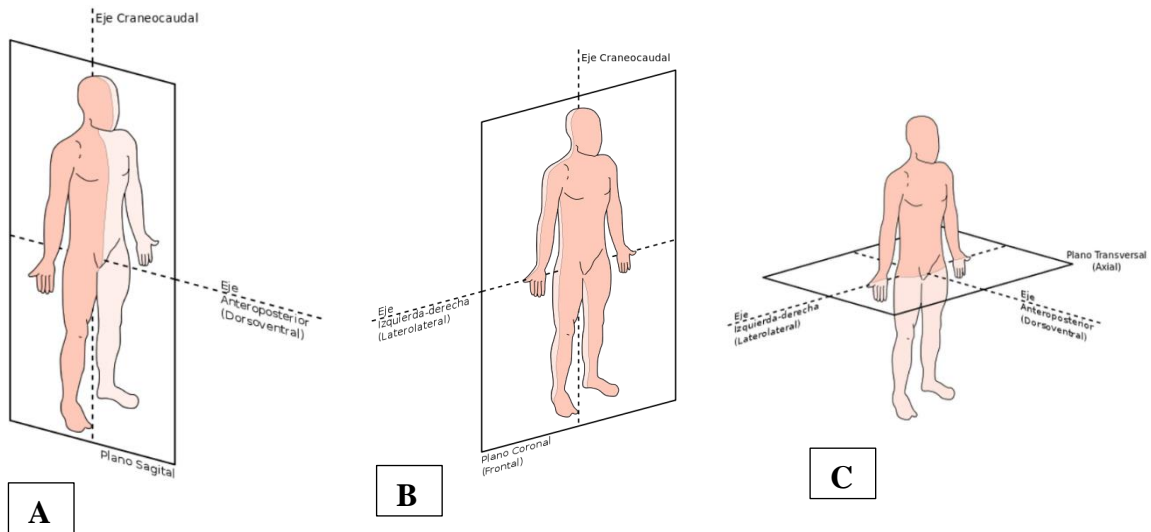 Eje Craneocaudal
Eje
Anteroposterior
(Dorsoventral)
Plano Sagital
A
Eje Craneocaudal
Eje
Izquierda-derecha
(Laterolateral)
Plano Coronal
(Frontal)
B
Plano Transversal
(Axial)
Eje
Izquierda-derecha
(Laterolateral)
Eje
Anteroposterior
(Dorsoventral)
C